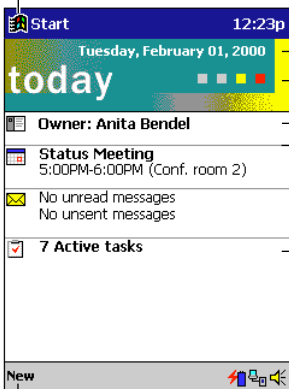 Start 12:23p
Tuesday, February 01, 2000
today
Owner: Anita Bendel
Status Meeting
5:00PM-6:00PM (Conf. room 2)
No unread messages
No unsent messages
7 Active tasks
New